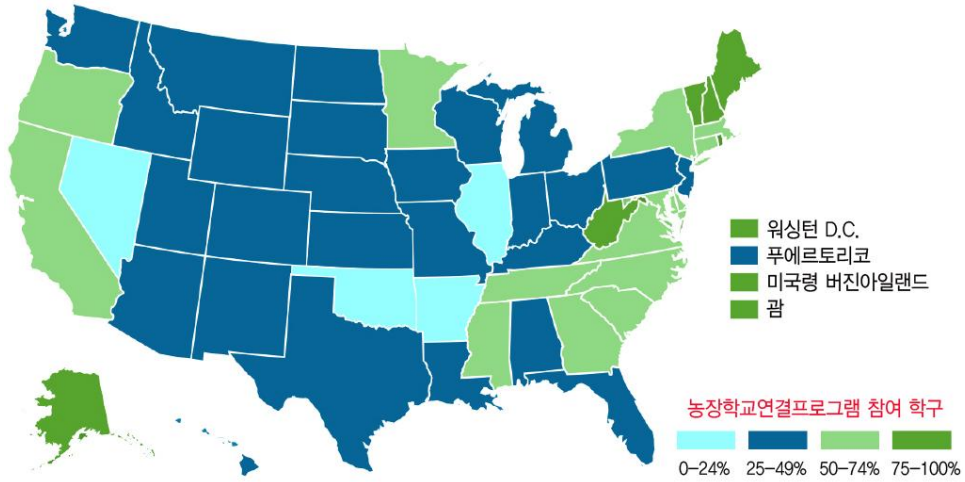 워싱턴 D.C.
푸에르토리코
미국령 버진아일랜드
괌
농장학교연결프로그램 참여 학구
0-24% 25-49% 50-74% 75-100%